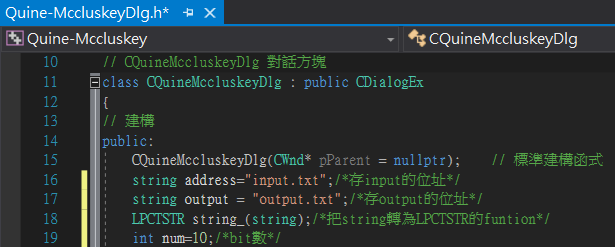 Quine-MccluskeyDlg.h*
Quine-Mccluskey
CQuineMccluskeyDlg
10 // CQuineMccluskeyDlg 對話方塊
11 class CQuineMccluskeyDlg : public CDialogEx
12 {
13 // 建構
14 public:
15 CQuineMccluskeyDlg(CWnd* pParent = nullptr); // 標準建構函式
16 string address="input.txt";/*存input的位址*/
17 string output = "output.txt";/*存output的位址*/
18 LPCTSTR string_(string);/*把string轉為LPCTSTR的funtion*/
19 int num=10;/*bit數*/